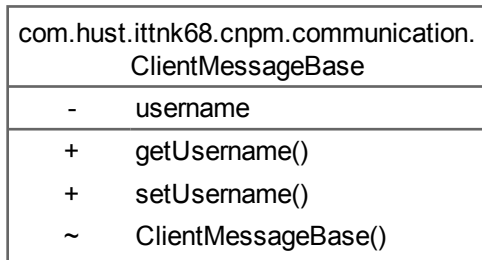 com.hust.ittnk68.cnpm.communication.
ClientMessageBase
- username
+ getUsername()
+ setUsername()
~ ClientMessageBase()